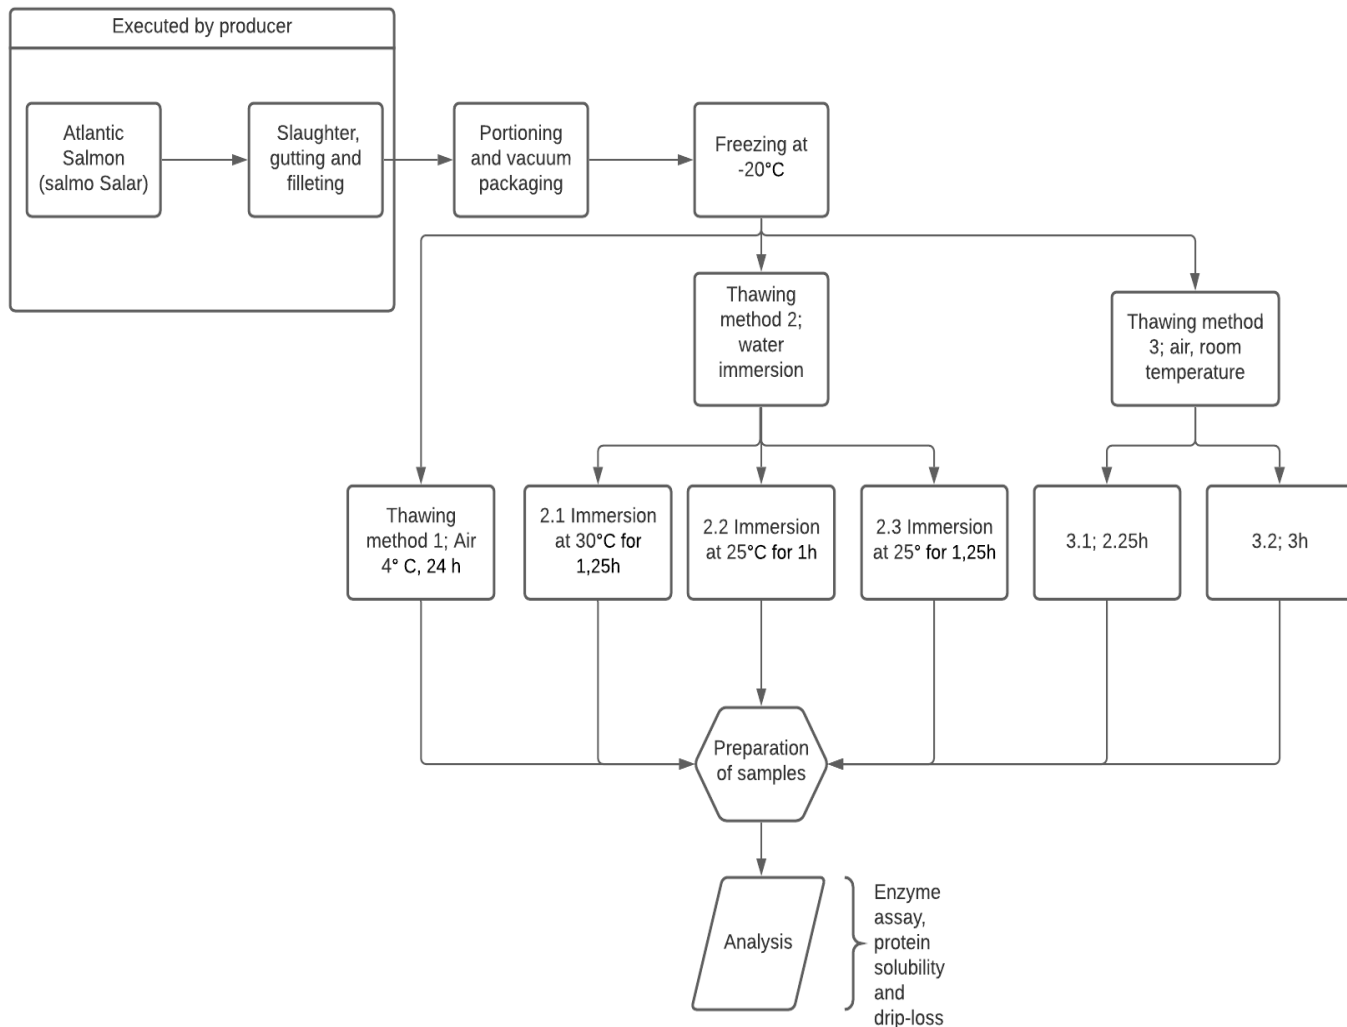 Executed by producer
Atlantic
Salmon
(salmo Salar)
Slaughter,
gutting and
filleting
Portioning
and vacuum
packaging
Freezing at
-20°C
Thawing
method 2;
water
immersion
Thawing method
3; air, room
temperature
Thawing
method 1; Air
4° C, 24 h
2.1 Immersion
at 30°C for
1,25h
2.2 Immersion
at 25°C for 1h
2.3 Immersion
at 25° for 1,25h
3.1; 2.25h
3.2; 3h
Preparation
of samples
Analysis
Enzyme
assay,
protein
solubility
and
drip-loss